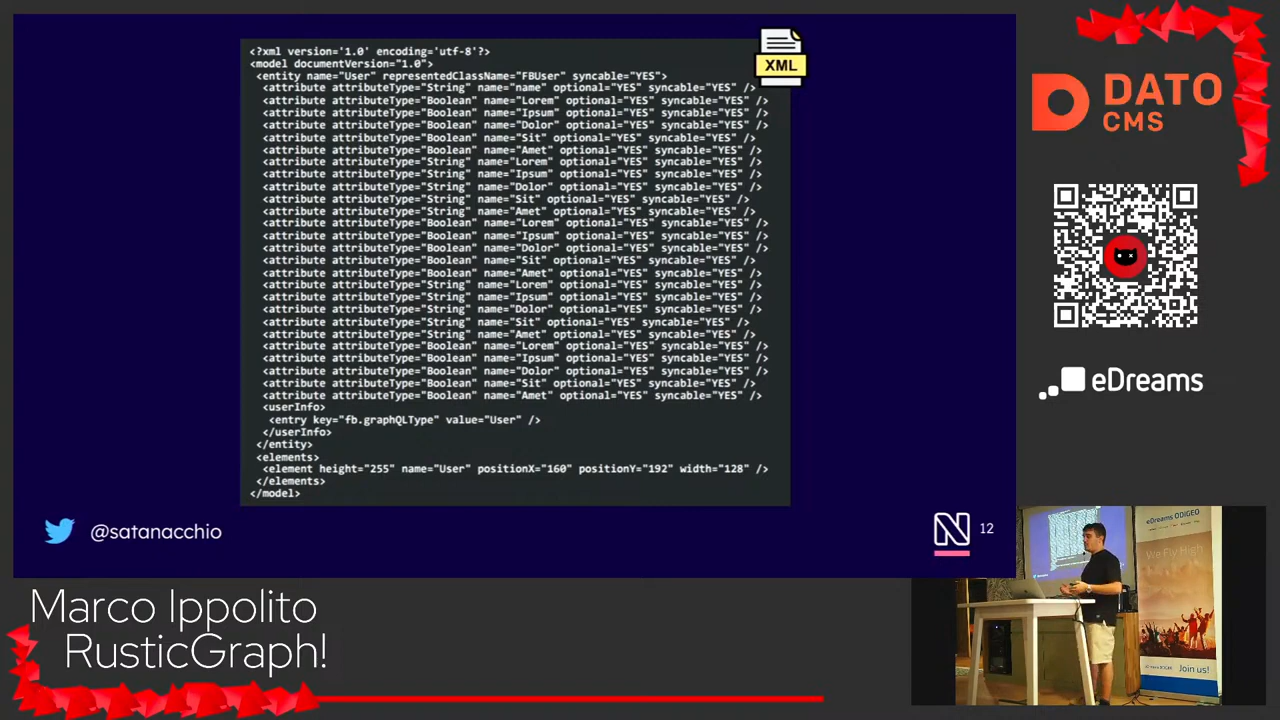 <?xml version='1.0' encoding='utf-8'?>
<model documentVersion="1.0">
<entity name="User" representedClassName="FBUser" syncable="YES">
<attribute attributeType="String" name="name" optional="YES" syncable="YES" />
<attribute attributeType="Boolean" name="Lorem" optional="YES" syncable="YES" />
<attribute attributeType="Boolean" name="Ipsum" optional="YES" syncable="YES" />
<attribute attributeType="Boolean" name="Dolor" optional="YES" syncable="YES" />
<attribute attributeType="Boolean" name="Sit" optional="YES" syncable="YES" />
<attribute attributeType="Boolean" name="Amet" optional="YES" syncable="YES" />
<attribute attributeType="String" name="Lorem" optional="YES" syncable="YES" />
<attribute attributeType="String" name="Ipsum" optional="YES" syncable="YES" />
<attribute attributeType="String" name="Dolor" optional="YES" syncable="YES" />
<attribute attributeType="String" name="Sit" optional="YES" syncable="YES" />
<attribute attributeType="String" name="Amet" optional="YES" syncable="YES" />
<attribute attributeType="Boolean" name="Lorem" optional="YES" syncable="YES" />
<attribute attributeType="Boolean" name="Ipsum" optional="YES" syncable="YES" />
<attribute attributeType="Boolean" name="Dolor" optional="YES" syncable="YES" />
<attribute attributeType="Boolean" name="Sit" optional="YES" syncable="YES" />
<attribute attributeType="Boolean" name="Amet" optional="YES" syncable="YES" />
<attribute attributeType="String" name="Lorem" optional="YES" syncable="YES" />
<attribute attributeType="String" name="Ipsum" optional="YES" syncable="YES" />
<attribute attributeType="String" name="Dolor" optional="YES" syncable="YES" />
<attribute attributeType="String" name="Sit" optional="YES" syncable="YES" />
<attribute attributeType="String" name="Amet" optional="YES" syncable="YES" />
<attribute attributeType="Boolean" name="Lorem" optional="YES" syncable="YES" />
<attribute attributeType="Boolean" name="Ipsum" optional="YES" syncable="YES" />
<attribute attributeType="Boolean" name="Dolor" optional="YES" syncable="YES" />
<attribute attributeType="Boolean" name="Sit" optional="YES" syncable="YES" />
<attribute attributeType="Boolean" name="Amet" optional="YES" syncable="YES" />
<userInfo>
<entry key="fb.graphQLType" value="User" />
</userInfo>
</entity>
<elements>
<element height="255" name="User" positionX="160" positionY="192" width="128" />
</elements>
</model>
XML
@satanacchio
N 12
DATO
CMS
eDreams
eDreams ODIGEO
We Fly High
Join us!
Marco Ippolito
RusticGraph!